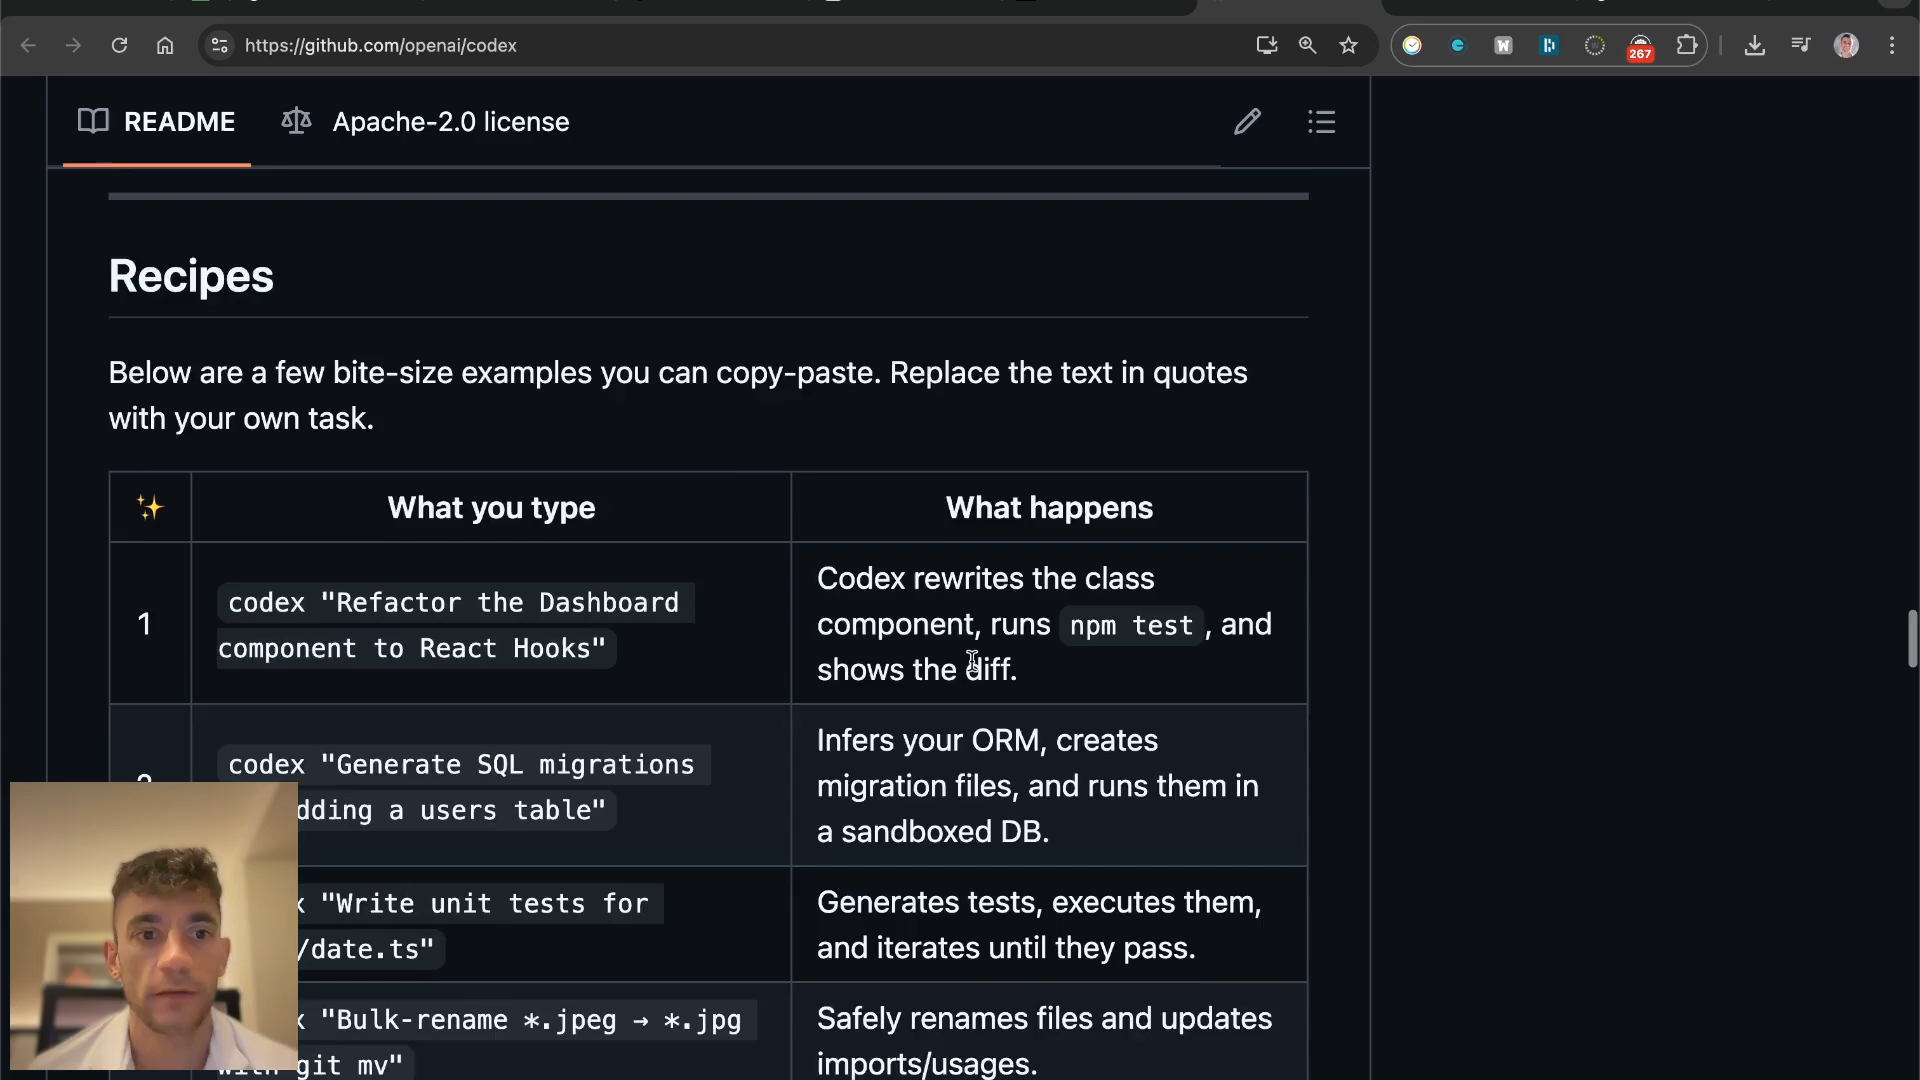 https://github.com/openai/codex
267
README
Apache-2.0 license
Recipes
Below are a few bite-size examples you can copy-paste. Replace the text in quotes
with your own task.
✨ What you type What happens
1
codex "Refactor the Dashboard
component to React Hooks"
Codex rewrites the class
component, runs npm test, and
shows the diff.
codex "Generate SQL migrations
dding a users table"
Infers your ORM, creates
migration files, and runs them in
a sandboxed DB.
"Write unit tests for
/date.ts"
Generates tests, executes them,
and iterates until they pass.
"Bulk-rename *.jpeg → *.jpg
git mv"
Safely renames files and updates
imports/usages.